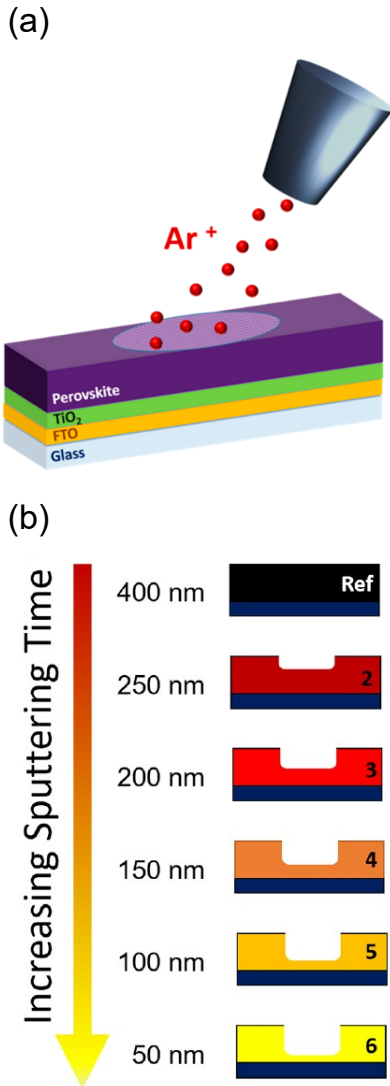 (a)
Ar +
Perovskite
TiO₂
FTO
Glass
(b)
Increasing Sputtering Time
400 nm
Ref
250 nm
2
200 nm
3
150 nm
4
100 nm
5
50 nm
6